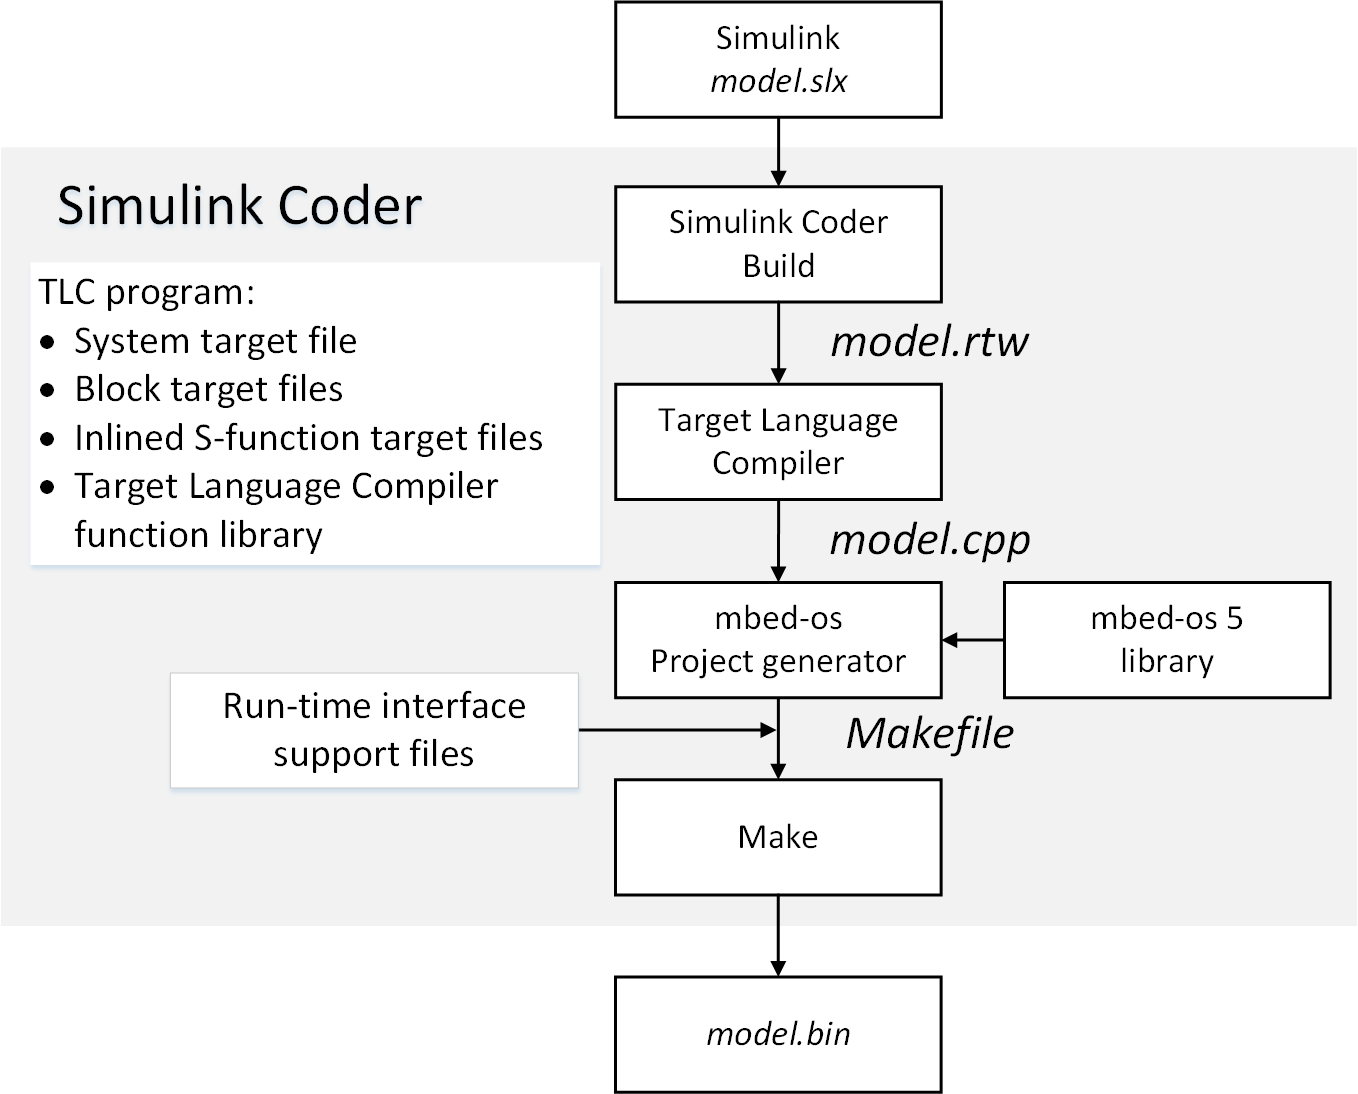 Simulink
model.slx
Simulink Coder
Simulink Coder
Build
TLC program:
• System target file
• Block target files
• Inlined S-function target files
• Target Language Compiler
function library
model.rtw
Target Language
Compiler
model.cpp
mbed-os
Project generator
mbed-os 5
library
Run-time interface
support files
Makefile
Make
model.bin